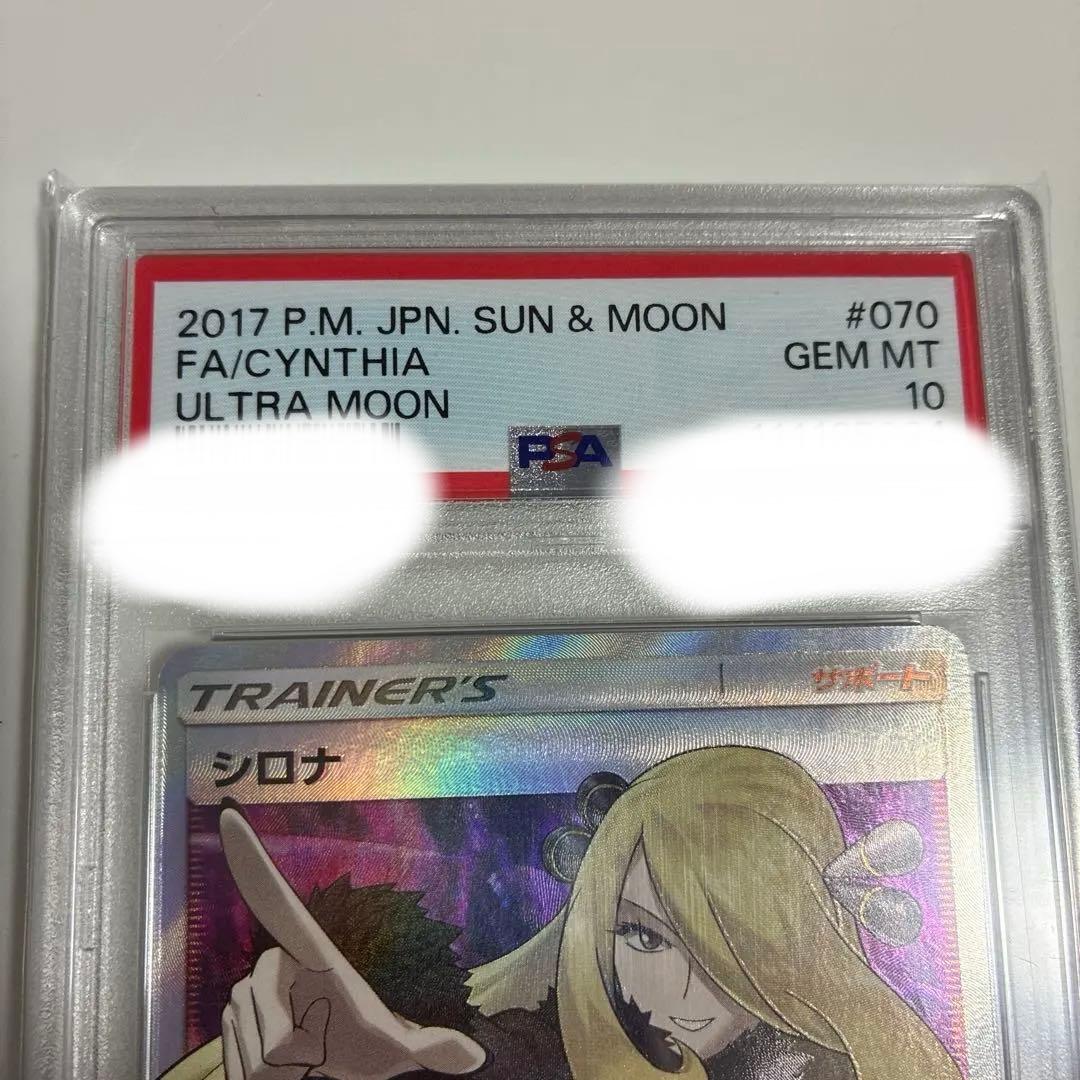 2017 P.M. JPN. SUN & MOON #070
FA/CYNTHIA GEM MT
ULTRA MOON 10
PSA
TRAINER'S サポート
シロナ